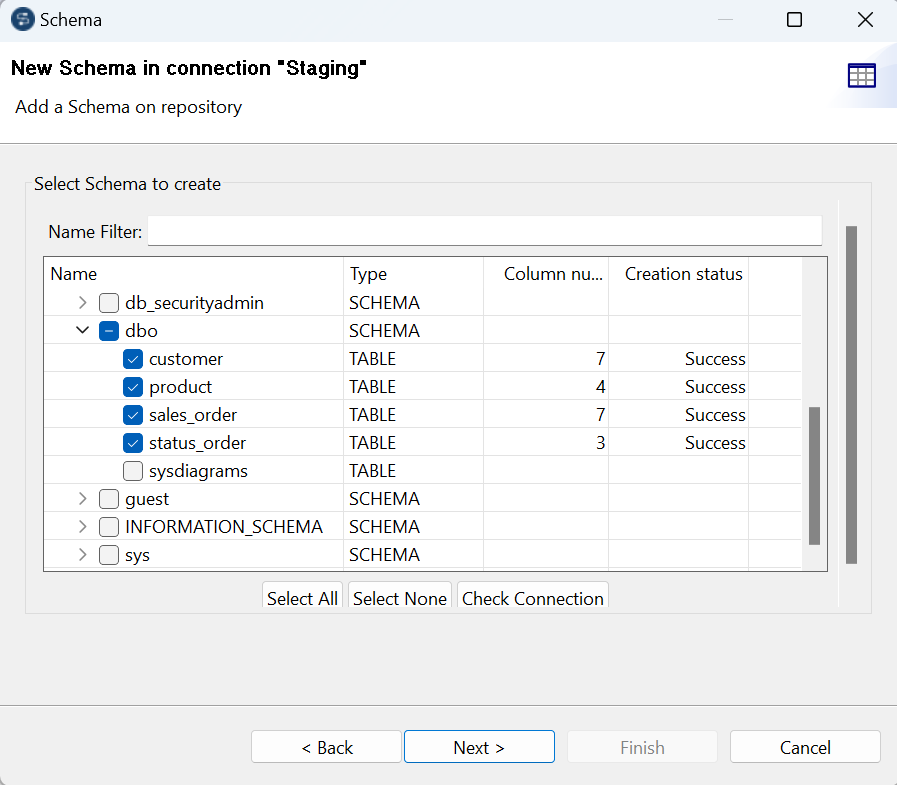 Schema
New Schema in connection "Staging"
Add a Schema on repository
Select Schema to create
Name Filter:
Name Type Column nu... Creation status
db_securityadmin SCHEMA
dbo SCHEMA
customer TABLE 7 Success
product TABLE 4 Success
sales_order TABLE 7 Success
status_order TABLE 3 Success
sysdiagrams TABLE
guest SCHEMA
INFORMATION_SCHEMA SCHEMA
sys SCHEMA
Select All Select None Check Connection
< Back Next > Finish Cancel